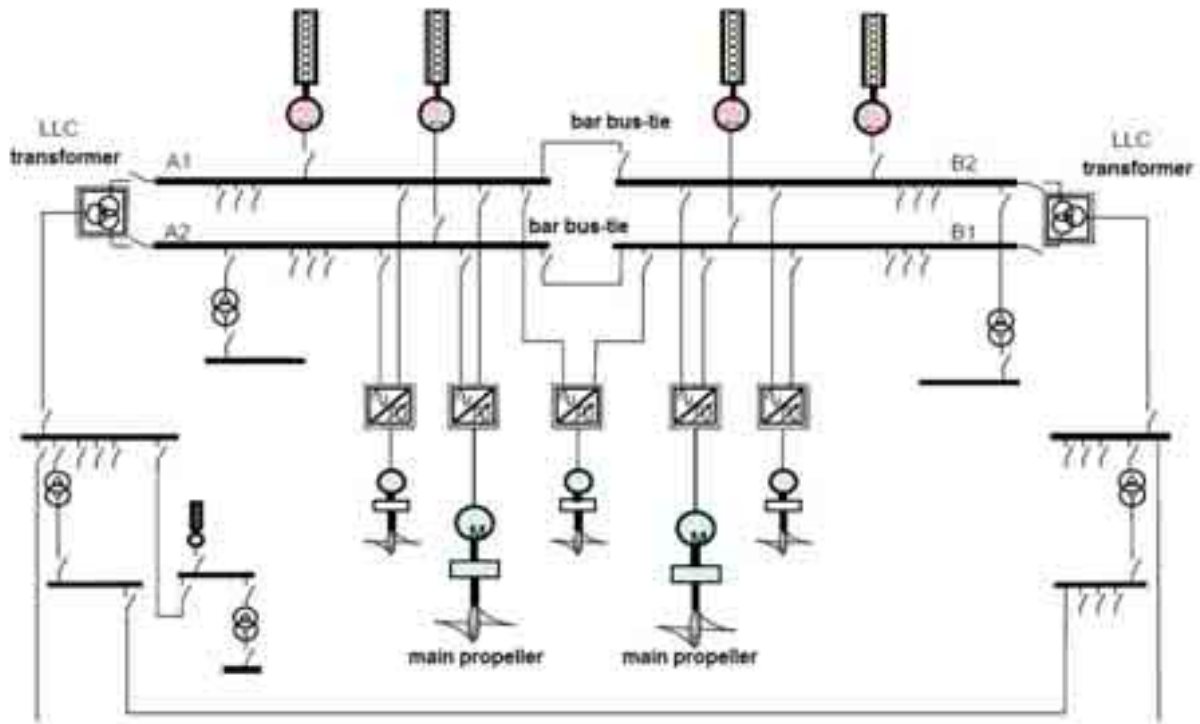 bar bus-tie
LLC
transformer
A1
B2
LLC
transformer
A2
bar bus-tie
B1
main propeller
main propeller